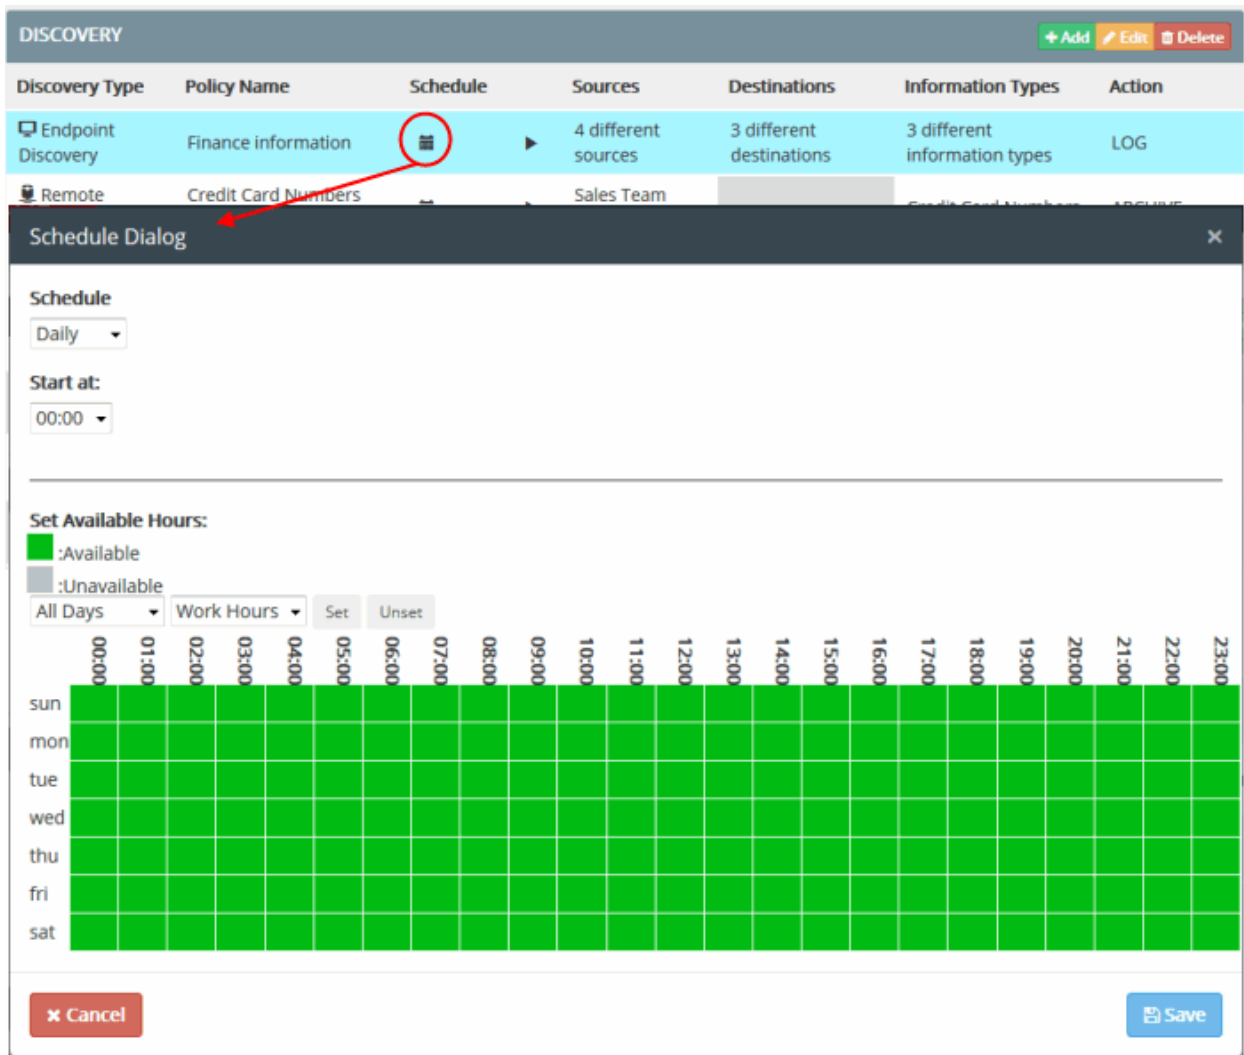 DISCOVERY
Add Edit Delete
Discovery Type Policy Name Schedule Sources Destinations Information Types Action
Endpoint 4 different 3 different 3 different
Finance information LOG
Discovery sources destinations information types
Remote Credit Card Numbers Sales Team
Credit Card Numbers ARCHIVE
Schedule Dialog
Schedule
Daily
Start at:
00:00
Set Available Hours:
:Available
:Unavailable
All Days Work Hours Set Unset
00:00 01:00 02:00 03:00 04:00 05:00 06:00 07:00 08:00 09:00 10:00 11:00 12:00 13:00 14:00 15:00 16:00 17:00 18:00 19:00 20:00 21:00 22:00 23:00
sun
mon
tue
wed
thu
fri
sat
Cancel Save